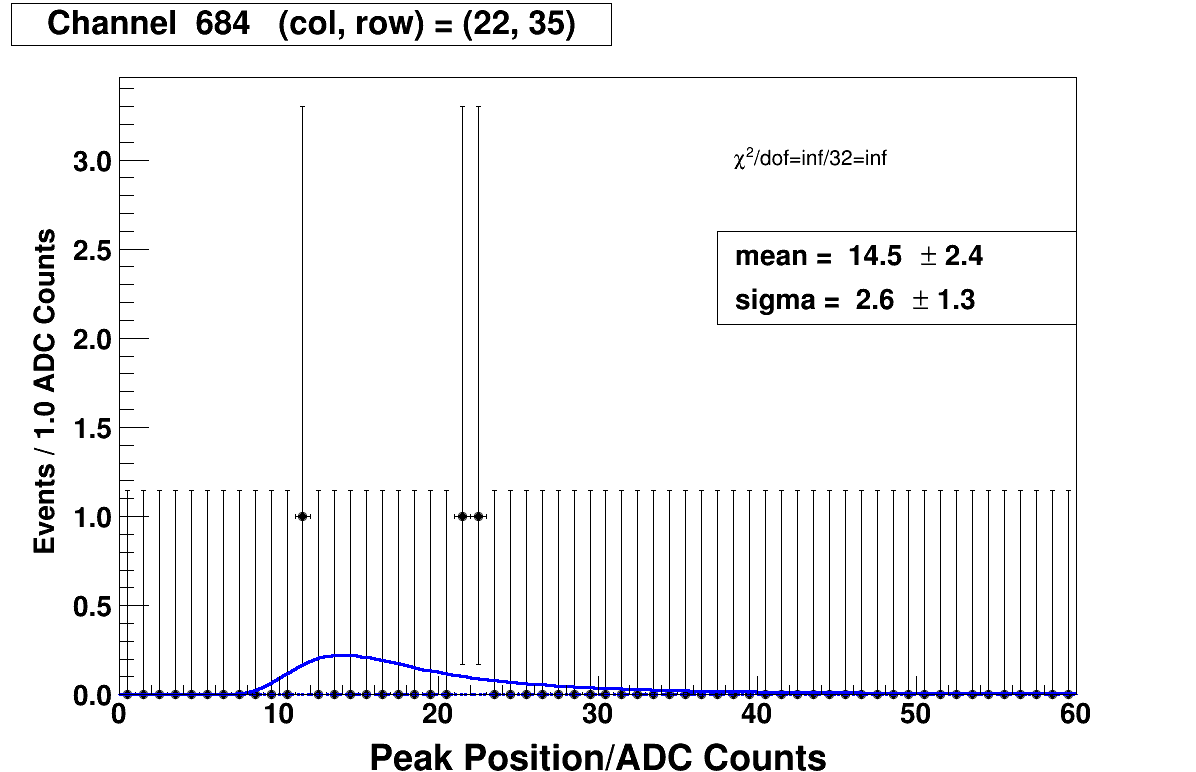 Channel 684 (col, row) = (22, 35)
χ²/dof=inf/32=inf
mean = 14.5 ± 2.4
sigma = 2.6 ± 1.3
Events / 1.0 ADC Counts
3.0
2.5
2.0
1.5
1.0
0.5
0.0
0 10 20 30 40 50 60
Peak Position/ADC Counts